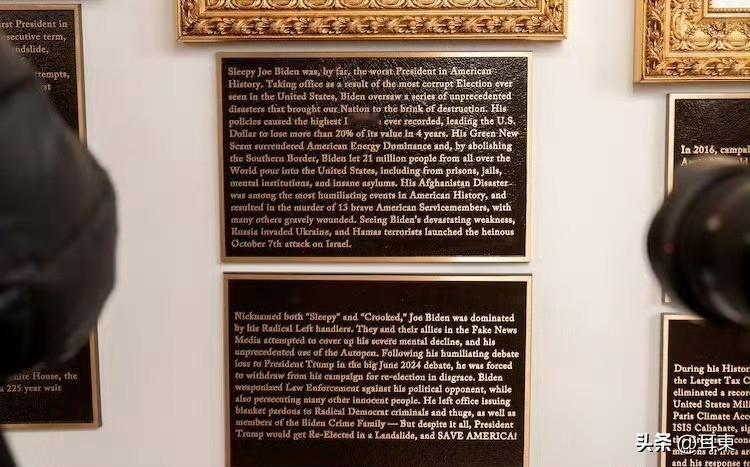 rst President in
secutive term,
ndslide,
ttempts,
rst
ite House, the
a 225 year wait
Sleepy Joe Biden was, by far, the worst President in American
History. Taking office as a result of the most corrupt Election ever
seen in the United States, Biden oversaw a series of unprecedented
disasters that brought our Nation to the brink of destruction. His
policies caused the highest I ever recorded, leading the U.S.
Dollar to lose more than 20% of its value in 4 years. His Green New
Scam surrendered American Energy Dominance and, by abolishing
the Southern Border, Biden let 21 million people from all over the
World pour into the United States, including from prisons, jails,
mental institutions, and insane asylums. His Afghanistan Disaster
was among the most humiliating events in American History, and
resulted in the murder of 13 brave American Servicemembers, with
many others gravely wounded. Seeing Biden's devastating weakness,
Russia invaded Ukraine, and Hamas terrorists launched the heinous
October 7th attack on Israel.
Nicknamed both "Sleepy" and "Crooked," Joe Biden was dominated
by his Radical Left handlers. They and their allies in the Fake News
Media attempted to cover up his severe mental decline, and his
unprecedented use of the Autopen. Following his humiliating debate
loss to President Trump in the big June 2024 debate, he was forced
to withdraw from his campaign for re-election in disgrace. Biden
weaponized Law Enforcement against his political opponent, while
also persecuting many other innocent people. He left office issuing
blanket pardons to Radical Democrat criminals and thugs, as well as
members of the Biden Crime Family — But despite it all, President
Trump would get Re-Elected in a Landslide, and SAVE AMERICA!
In 2016, campai
During his Histor
the Largest Tax C
eliminated a recor
United States Mili
Paris Climate Acco
ISIS Caliphate, sig
and his response t
头条 @耳東